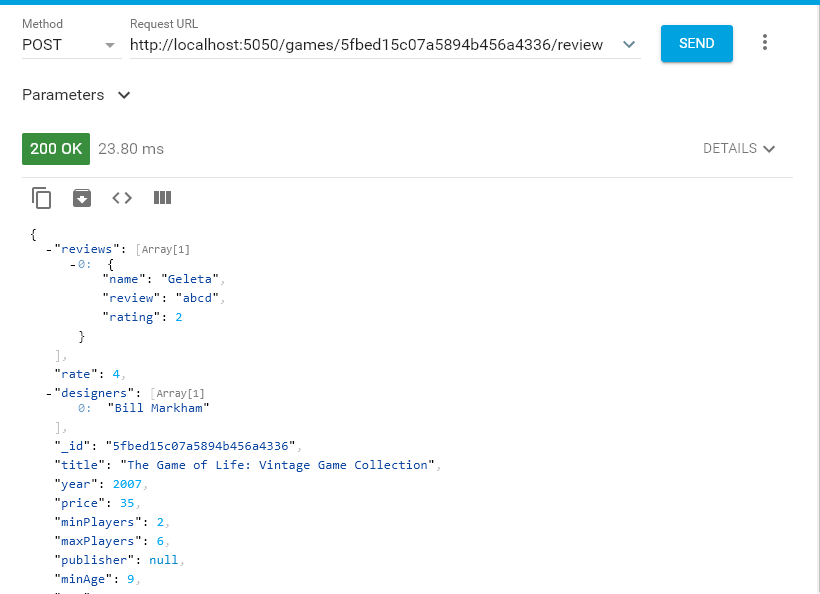 Method Request URL
POST http://localhost:5050/games/5fbed15c07a5894b456a4336/review SEND
Parameters
200 OK 23.80 ms DETAILS
{
"reviews": [Array[1]
0: {
"name": "Geleta",
"review": "abcd",
"rating": 2
}
],
"rate": 4,
"designers": [Array[1]
0: "Bill Markham"
],
"_id": "5fbed15c07a5894b456a4336",
"title": "The Game of Life: Vintage Game Collection",
"year": 2007,
"price": 35,
"minPlayers": 2,
"maxPlayers": 6,
"publisher": null,
"minAge": 9,